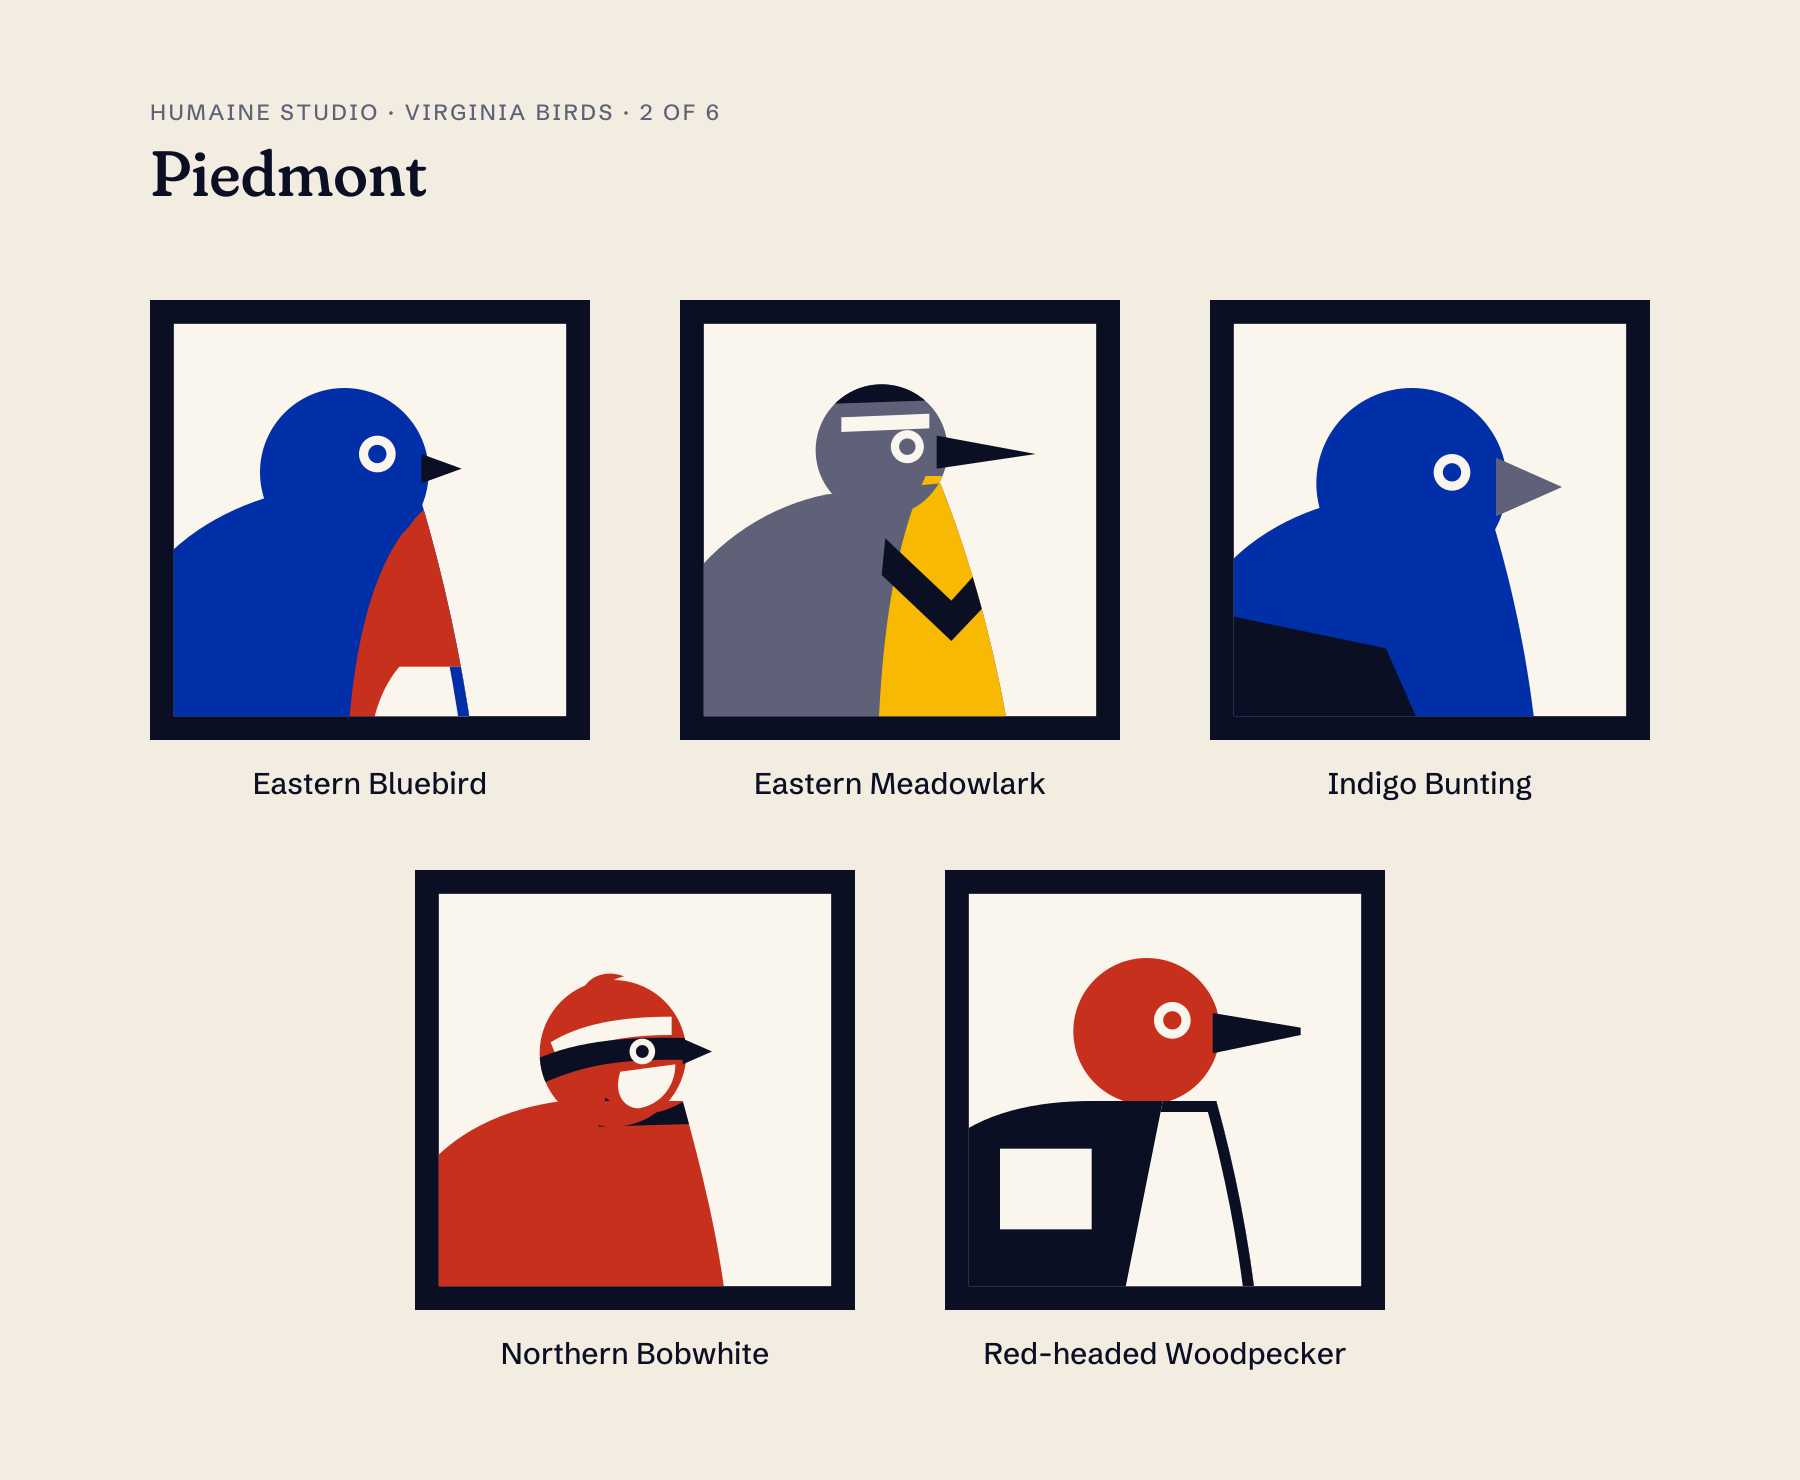 HUMAINE STUDIO · VIRGINIA BIRDS · 2 OF 6
Piedmont
Eastern Bluebird
Eastern Meadowlark
Indigo Bunting
Northern Bobwhite
Red-headed Woodpecker